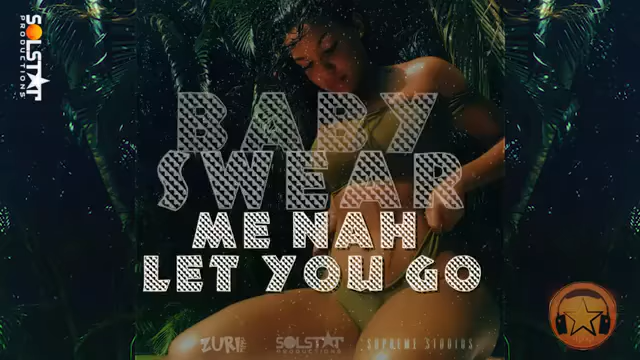 SOLSTAT
PRODUCTIONS
BABY
SWEAR
ME NAH
LET YOU GO
ZURI
SOLSTAT
PRODUCTIONS
SUPREME STUDIOS